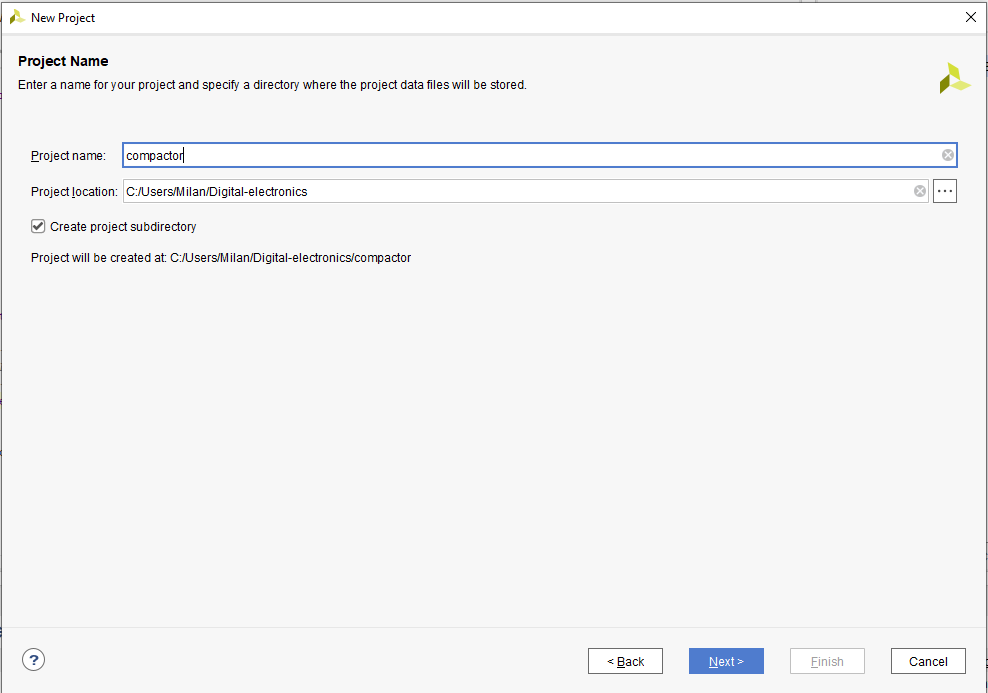 New Project
Project Name
Enter a name for your project and specify a directory where the project data files will be stored.
Project name: compactor
Project location: C:/Users/Milan/Digital-electronics ...
Create project subdirectory
Project will be created at: C:/Users/Milan/Digital-electronics/compactor
? < Back Next > Finish Cancel